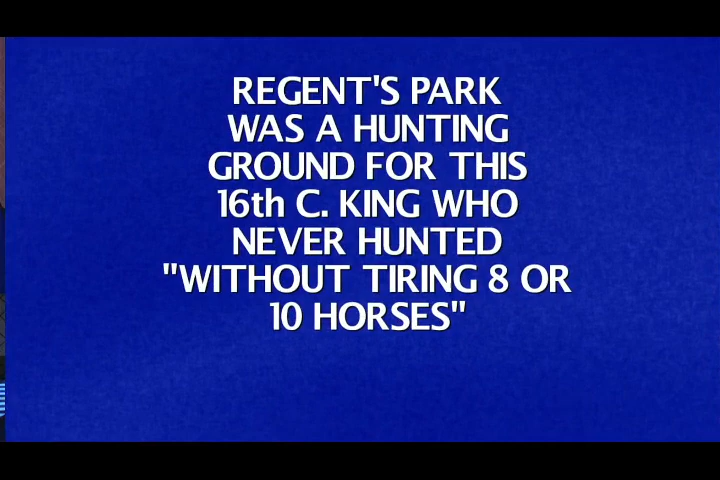 REGENT'S PARK
WAS A HUNTING
GROUND FOR THIS
16th C. KING WHO
NEVER HUNTED
"WITHOUT TIRING 8 OR
10 HORSES"